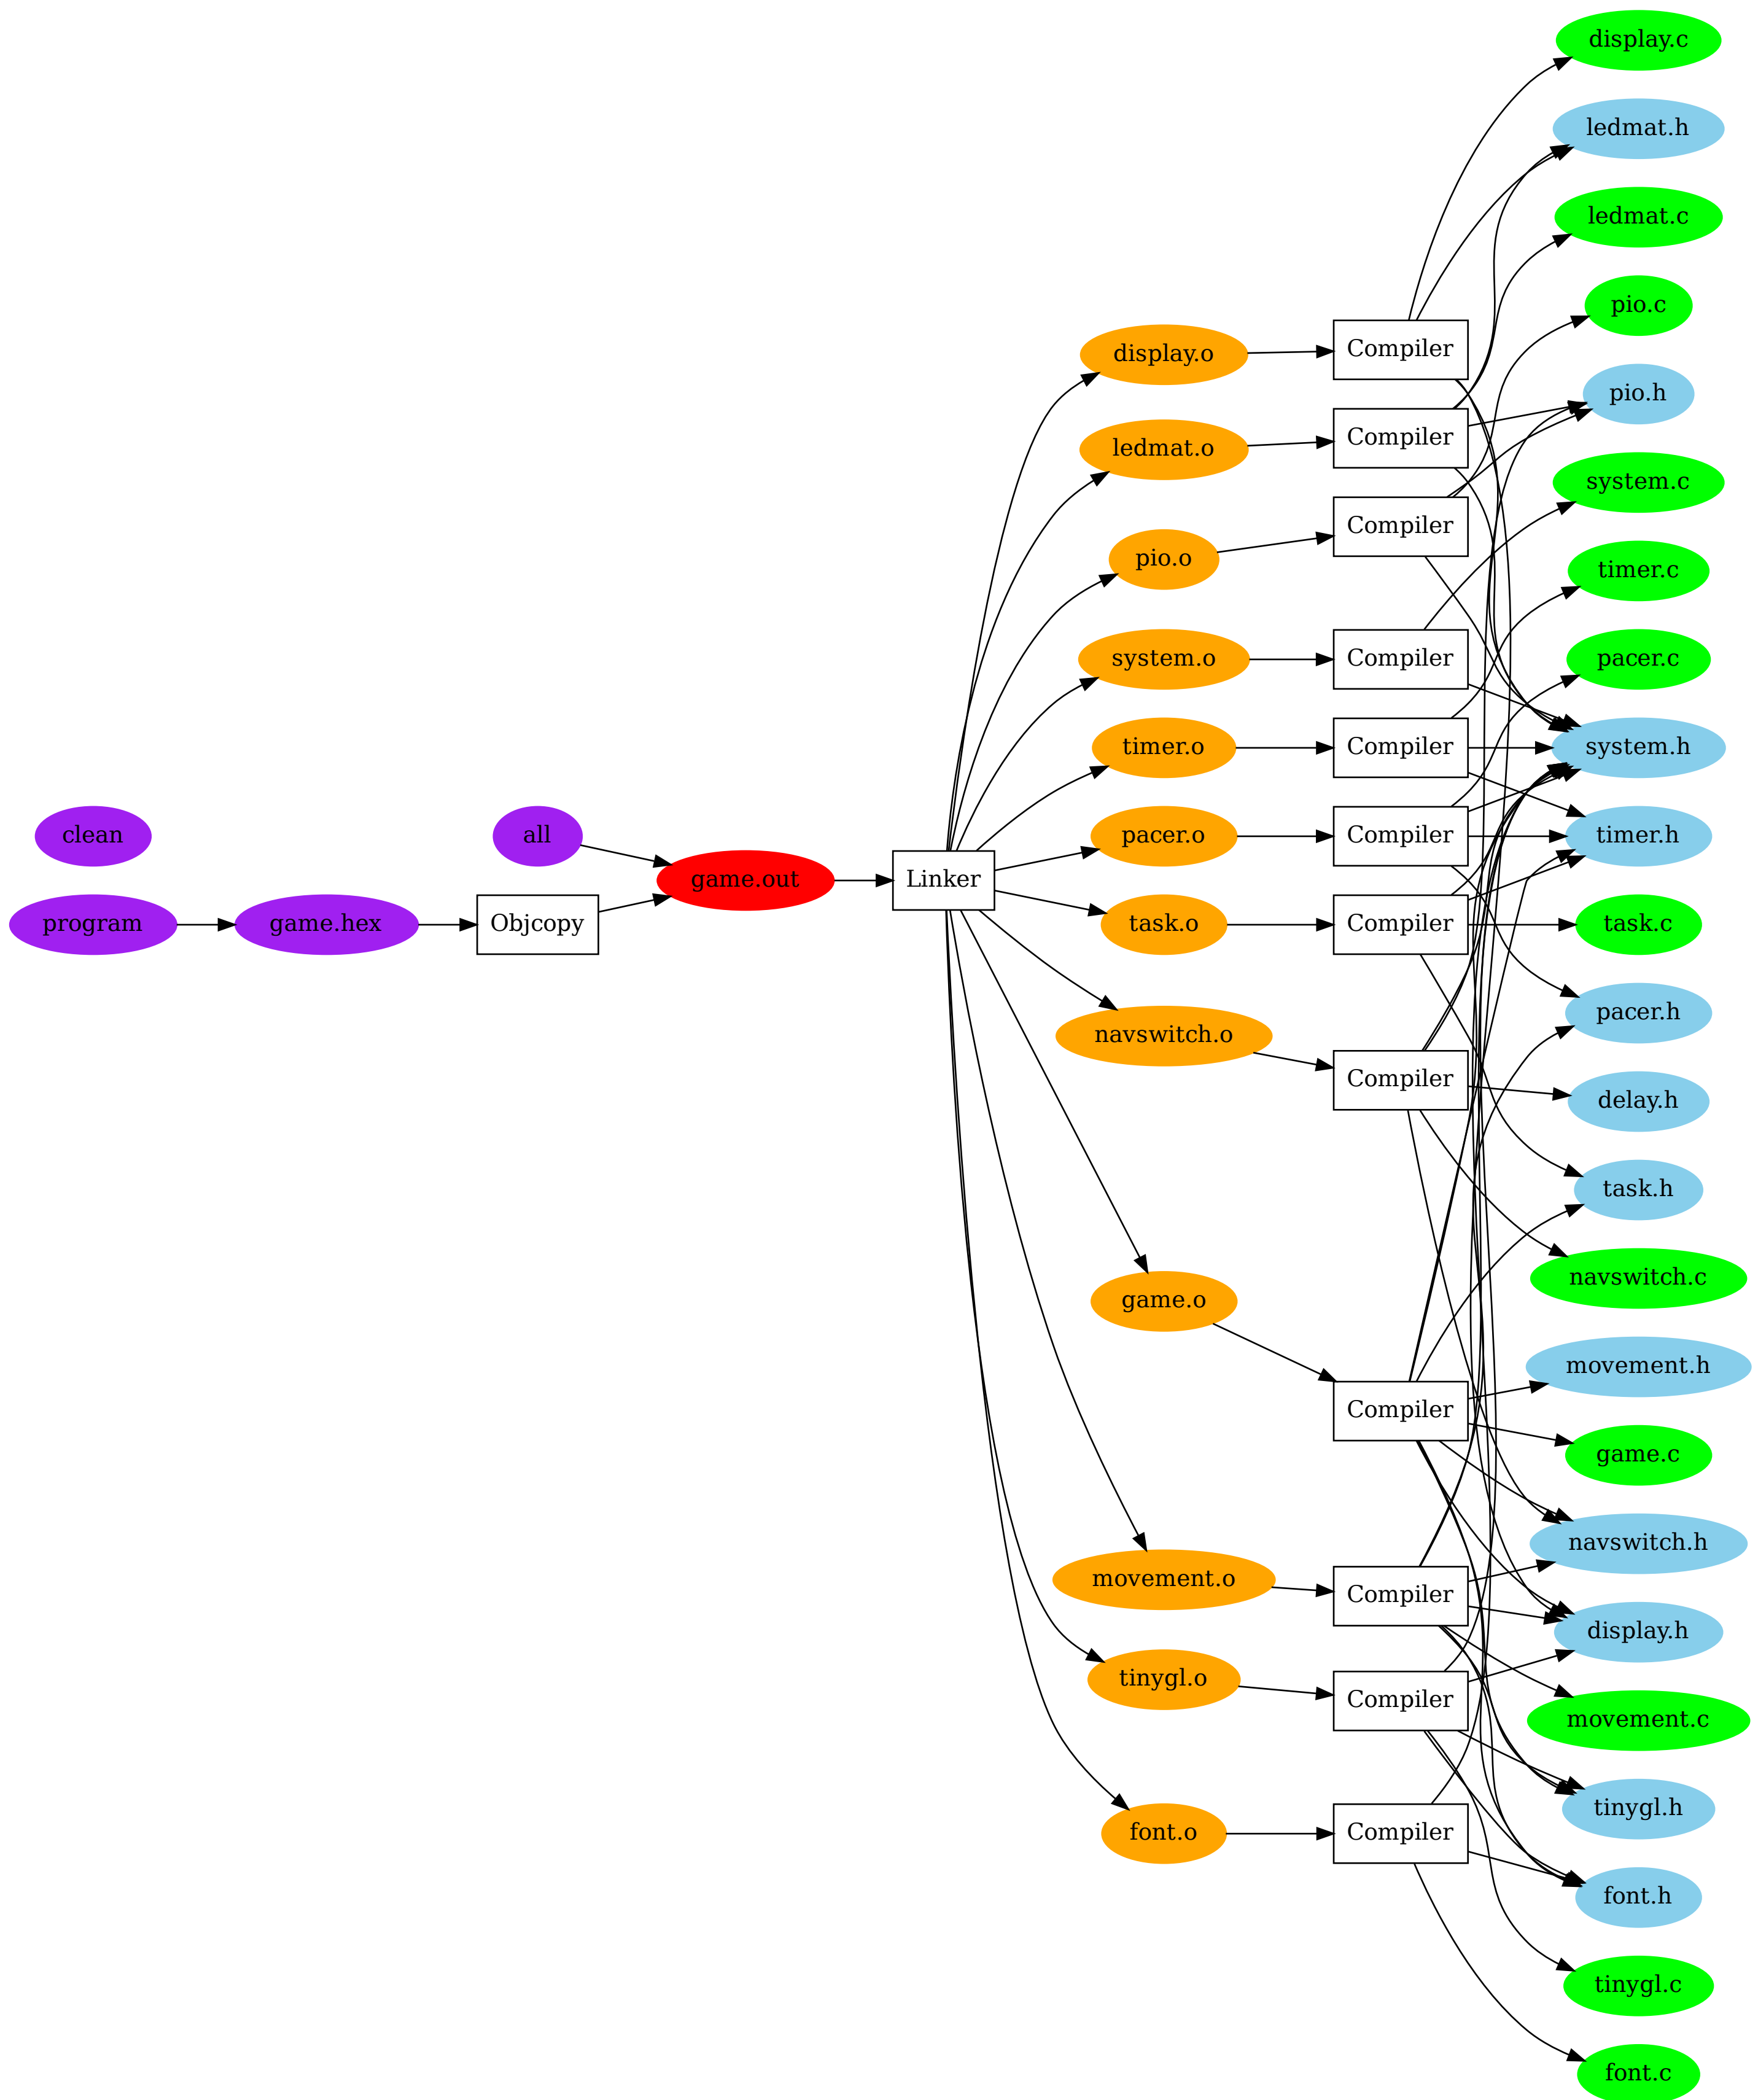 clean
program
game.hex
all
Objcopy
game.out
Linker
display.o
ledmat.o
pio.o
system.o
timer.o
pacer.o
task.o
navswitch.o
game.o
movement.o
tinygl.o
font.o
Compiler
Compiler
Compiler
Compiler
Compiler
Compiler
Compiler
Compiler
Compiler
Compiler
Compiler
Compiler
display.c
ledmat.h
ledmat.c
pio.c
pio.h
system.c
timer.c
pacer.c
system.h
timer.h
task.c
pacer.h
delay.h
task.h
navswitch.c
movement.h
game.c
navswitch.h
display.h
movement.c
tinygl.h
font.h
tinygl.c
font.c